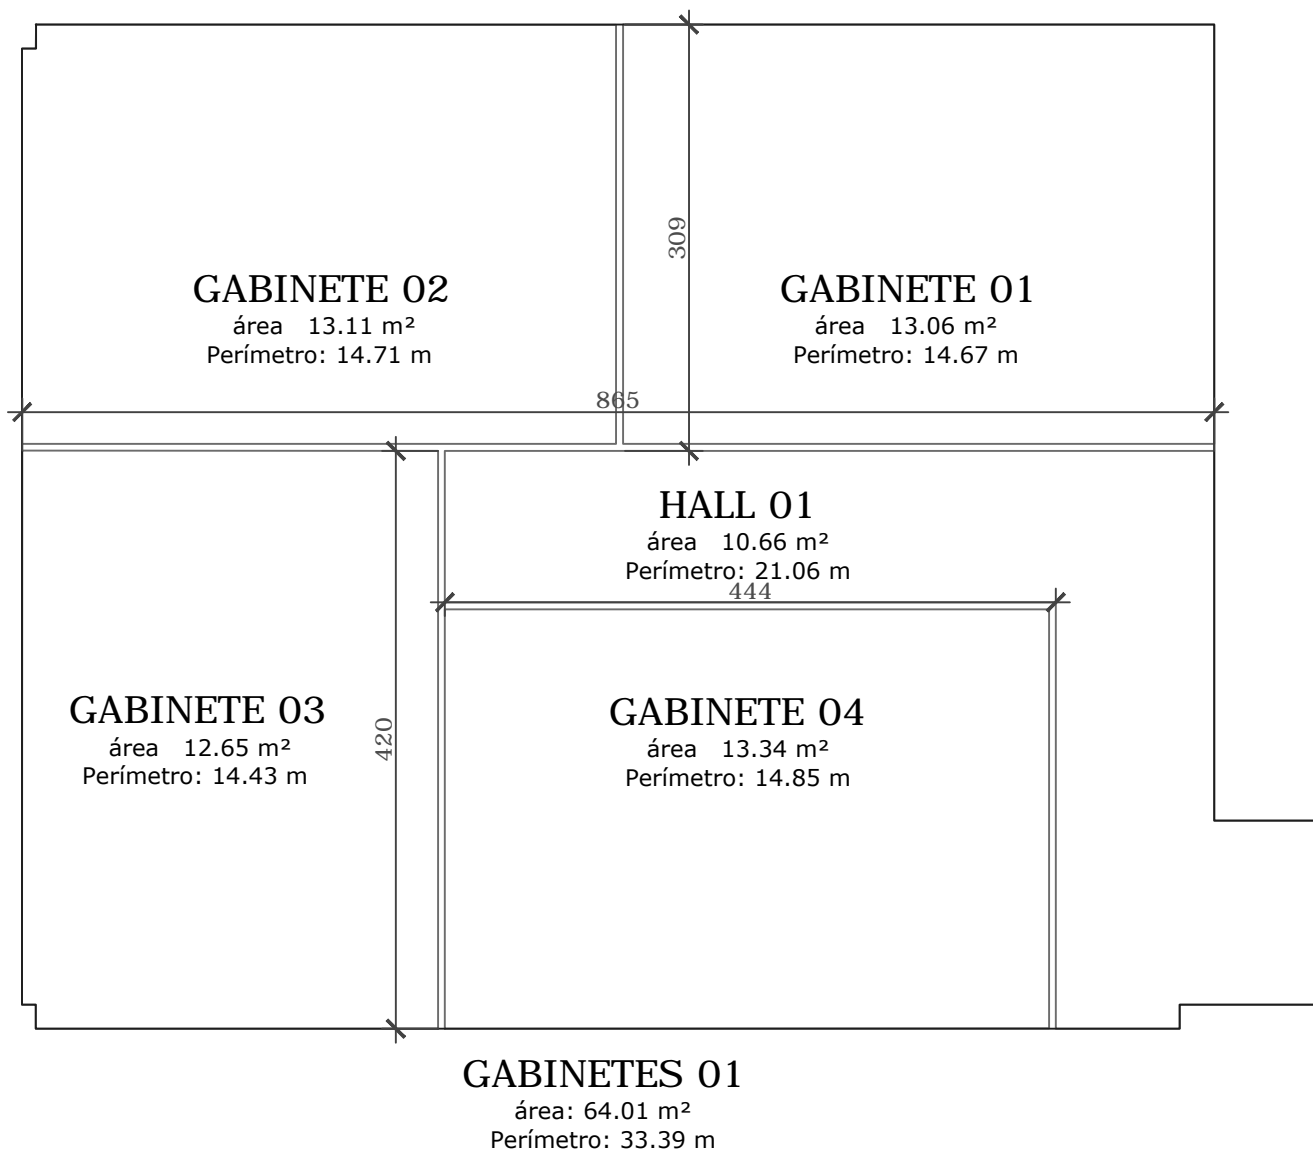 309
GABINETE 02
área 13.11 m²
Perímetro: 14.71 m
GABINETE 01
área 13.06 m²
Perímetro: 14.67 m
865
HALL 01
área 10.66 m²
Perímetro: 21.06 m
444
GABINETE 03
área 12.65 m²
Perímetro: 14.43 m
420
GABINETE 04
área 13.34 m²
Perímetro: 14.85 m
GABINETES 01
área: 64.01 m²
Perímetro: 33.39 m